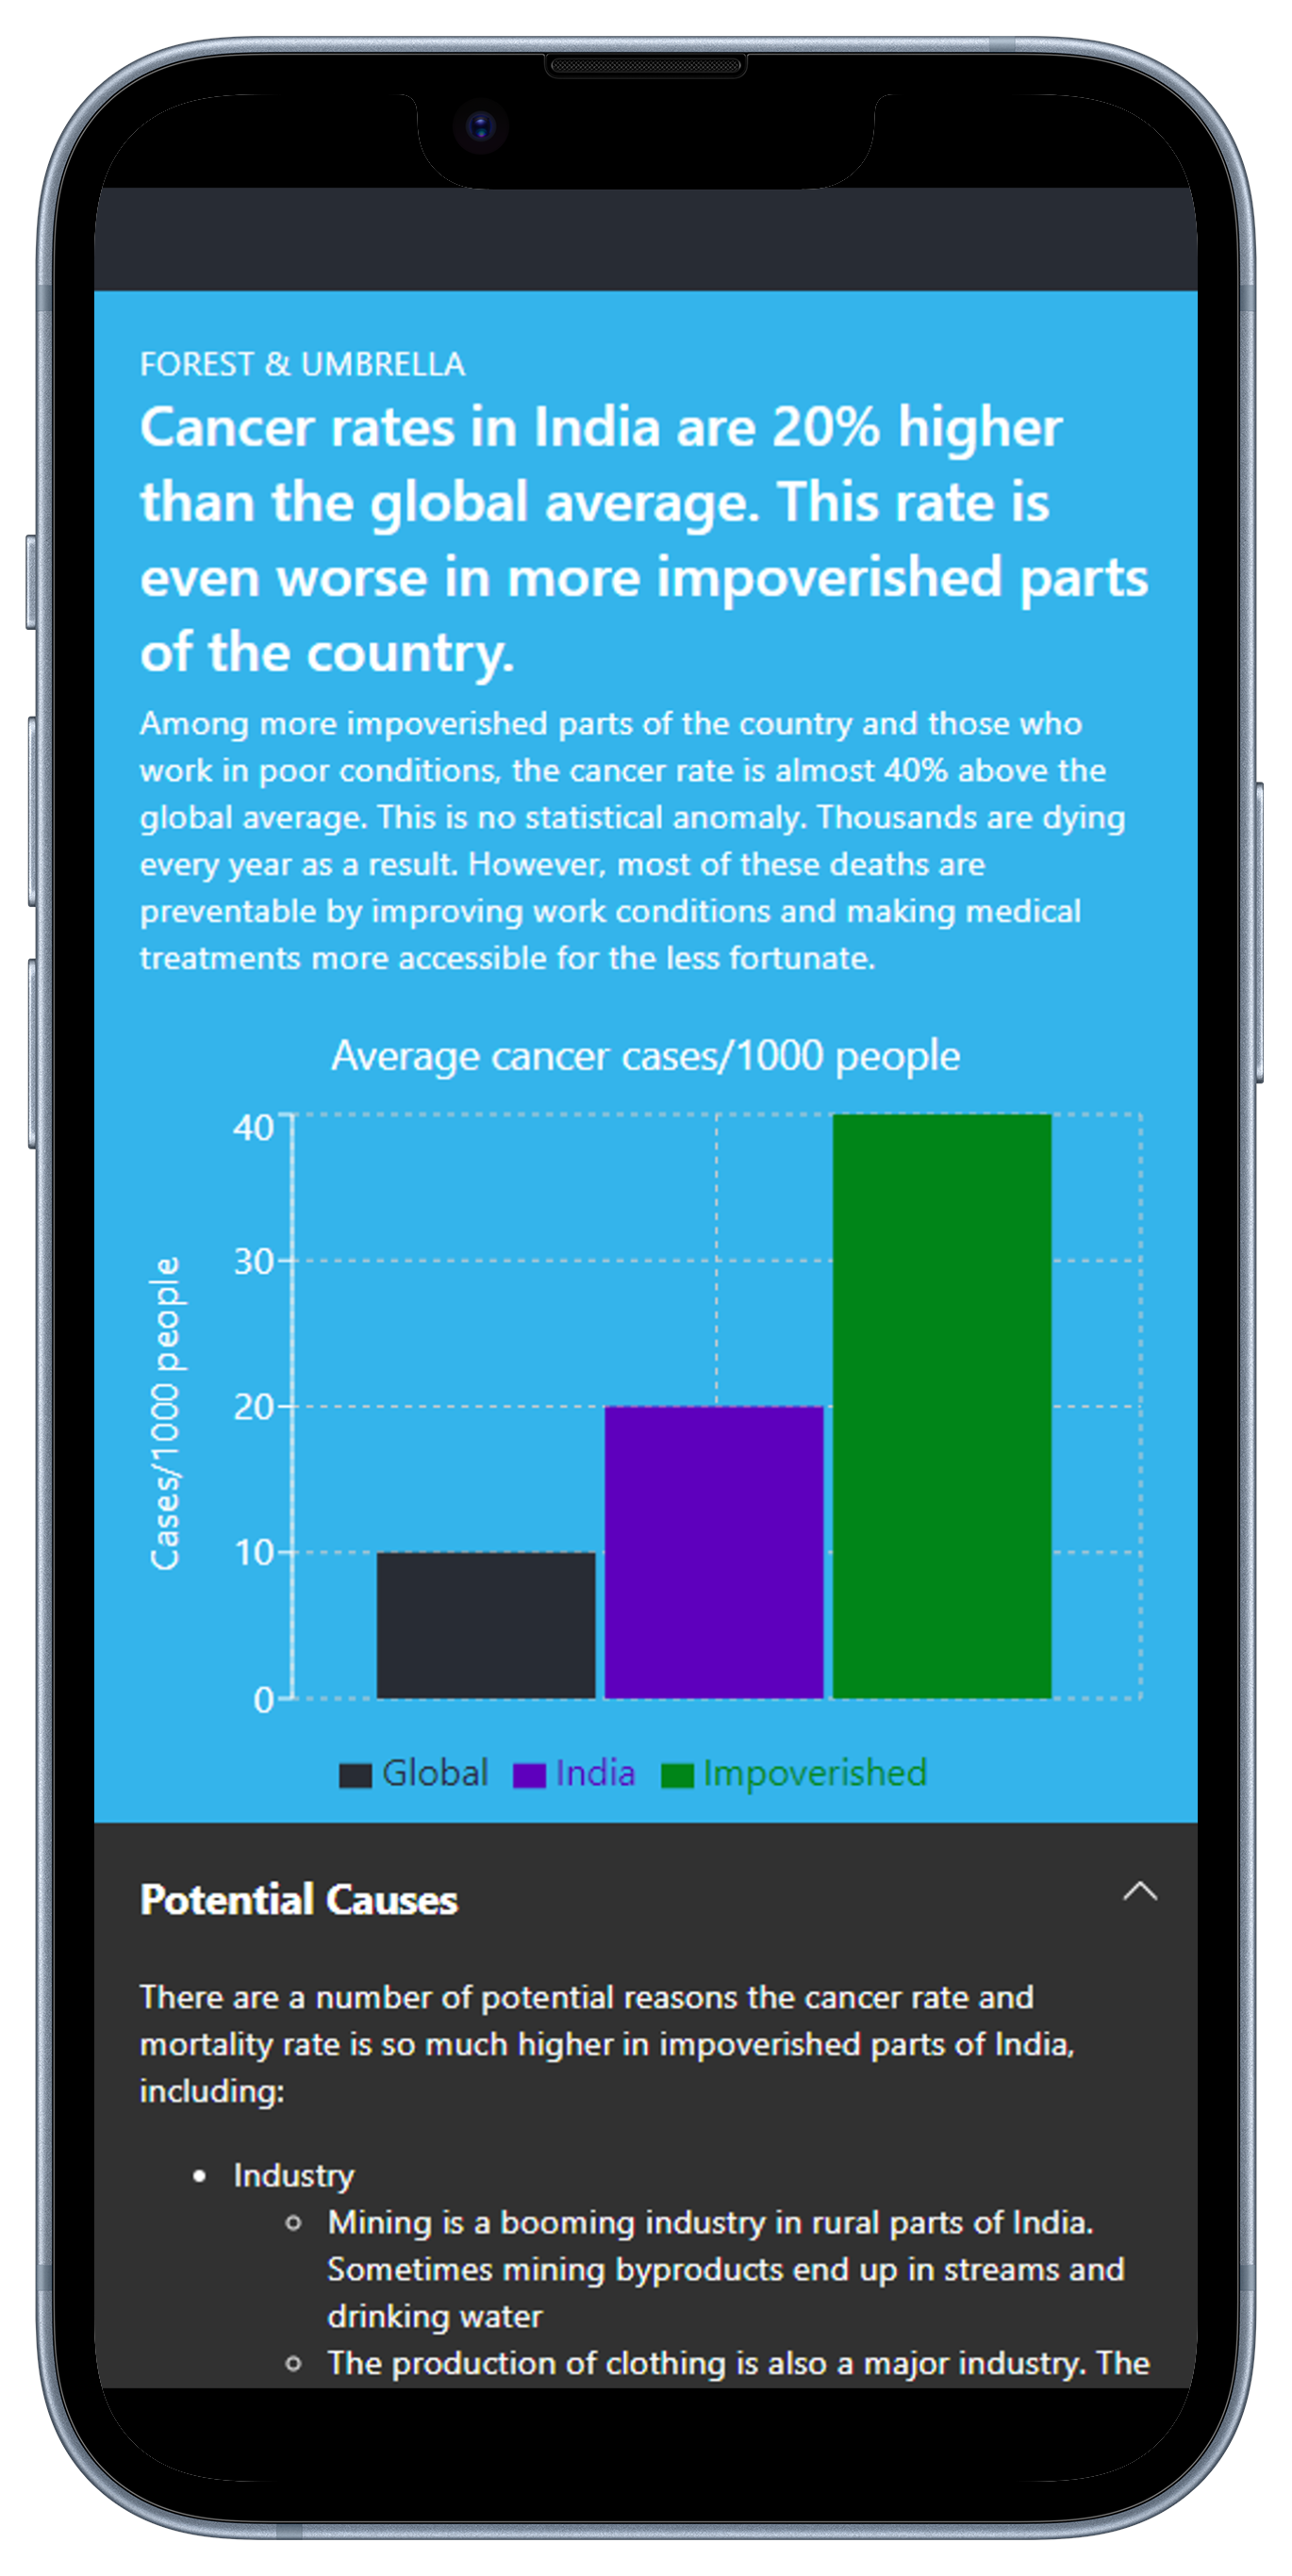 FOREST & UMBRELLA
Cancer rates in India are 20% higher
than the global average. This rate is
even worse in more impoverished parts
of the country.
Among more impoverished parts of the country and those who
work in poor conditions, the cancer rate is almost 40% above the
global average. This is no statistical anomaly. Thousands are dying
every year as a result. However, most of these deaths are
preventable by improving work conditions and making medical
treatments more accessible for the less fortunate.
Average cancer cases/1000 people
Cases/1000 people
40
30
20
10
0
Global India Impoverished
Potential Causes
There are a number of potential reasons the cancer rate and
mortality rate is so much higher in impoverished parts of India,
including:
Industry
Mining is a booming industry in rural parts of India.
Sometimes mining byproducts end up in streams and
drinking water
The production of clothing is also a major industry. The